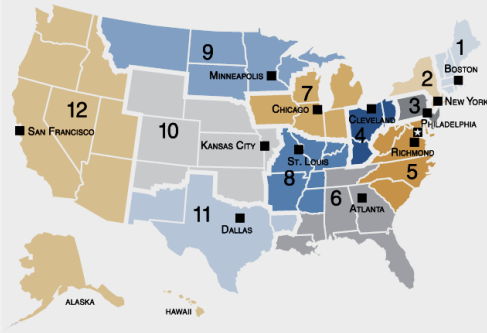 1
BOSTON
9
MINNEAPOLIS
2
NEW YORK
7
CHICAGO
3
PHILADELPHIA
CLEVELAND
4
12
SAN FRANCISCO
10
KANSAS CITY
ST. LOUIS
8
RICHMOND
5
11
DALLAS
6
ATLANTA
ALASKA
HAWAII